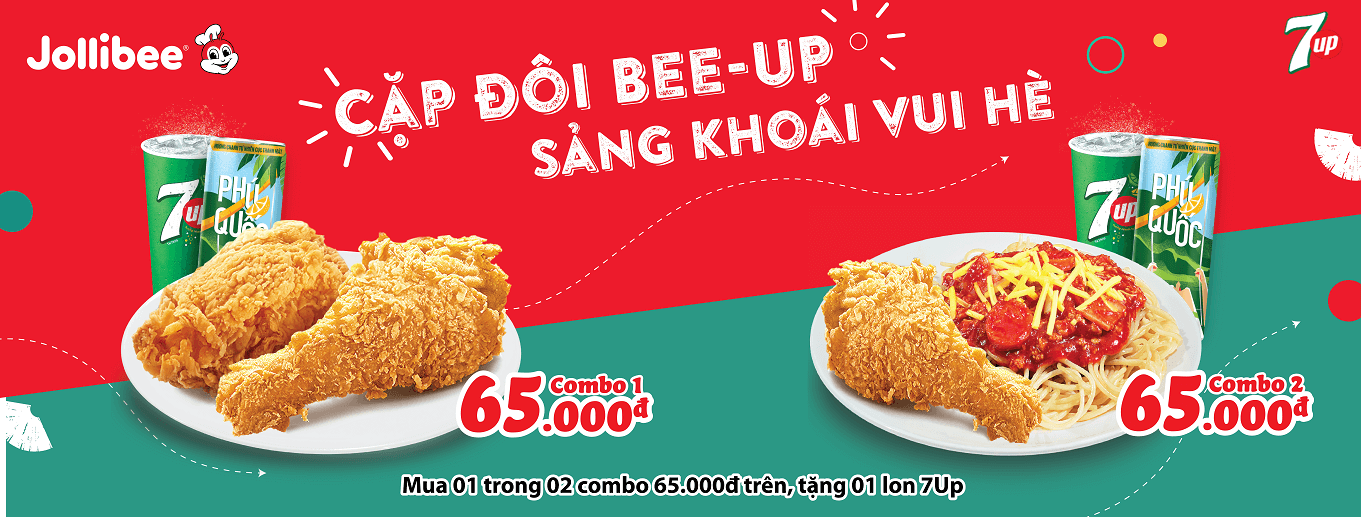 Jollibee
7up
CẶP ĐÔI BEE-UP
SẢNG KHOÁI VUI HÈ
7up
PHÚ
QUỐC
7up
PHÚ
QUỐC
Combo 1
65.000đ
Combo 2
65.000đ
Mua 01 trong 02 combo 65.000đ trên, tặng 01 lon 7Up